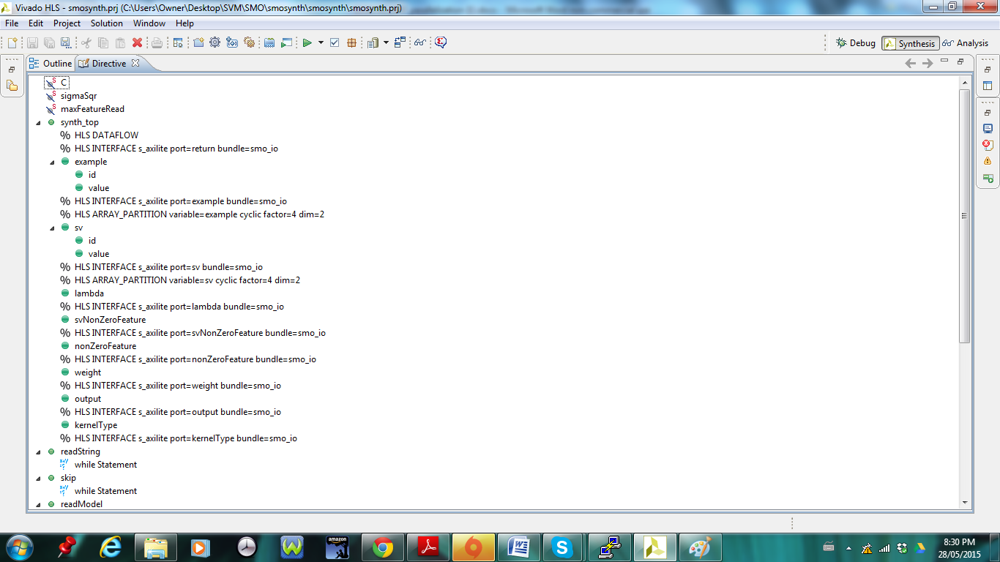 Vivado HLS - smosynth.prj (C:\Users\Owner\Desktop\SVM\SMO\smosynth\smosynth\smosynth.prj)
File Edit Project Solution Window Help
Debug Synthesis Analysis
Outline Directive
C
sigmaSqr
maxFeatureRead
synth_top
% HLS DATAFLOW
% HLS INTERFACE s_axilite port=return bundle=smo_io
example
id
value
% HLS INTERFACE s_axilite port=example bundle=smo_io
% HLS ARRAY_PARTITION variable=example cyclic factor=4 dim=2
sv
id
value
% HLS INTERFACE s_axilite port=sv bundle=smo_io
% HLS ARRAY_PARTITION variable=sv cyclic factor=4 dim=2
lambda
% HLS INTERFACE s_axilite port=lambda bundle=smo_io
svNonZeroFeature
% HLS INTERFACE s_axilite port=svNonZeroFeature bundle=smo_io
nonZeroFeature
% HLS INTERFACE s_axilite port=nonZeroFeature bundle=smo_io
weight
% HLS INTERFACE s_axilite port=weight bundle=smo_io
output
% HLS INTERFACE s_axilite port=output bundle=smo_io
kernelType
% HLS INTERFACE s_axilite port=kernelType bundle=smo_io
readString
while Statement
skip
while Statement
readModel
amazon
8:30 PM
28/05/2015